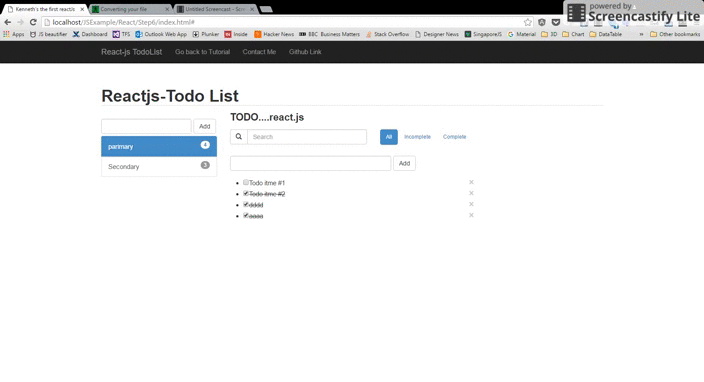 Kenneth's the first reactjs
Converting your file
Untitled Screencast - Scre
powered by
Screencastify Lite
localhost/JSExample/React/Step6/index.html#
Apps JS beautifier Dashboard TFS Outlook Web App Plunker Inside Hacker News BBC Business Matters Stack Overflow Designer News SingaporeJS Material 3D Chart DataTable » Other bookmarks
React-js TodoList Go back to Tutorial Contact Me Github Link
Reactjs-Todo List
TODO....react.js
Add
Search All Incomplete Complete
parimary 4
Add
Secondary 3
Todo itme #1 ×
Todo itme #2 ×
dddd ×
aaaa ×